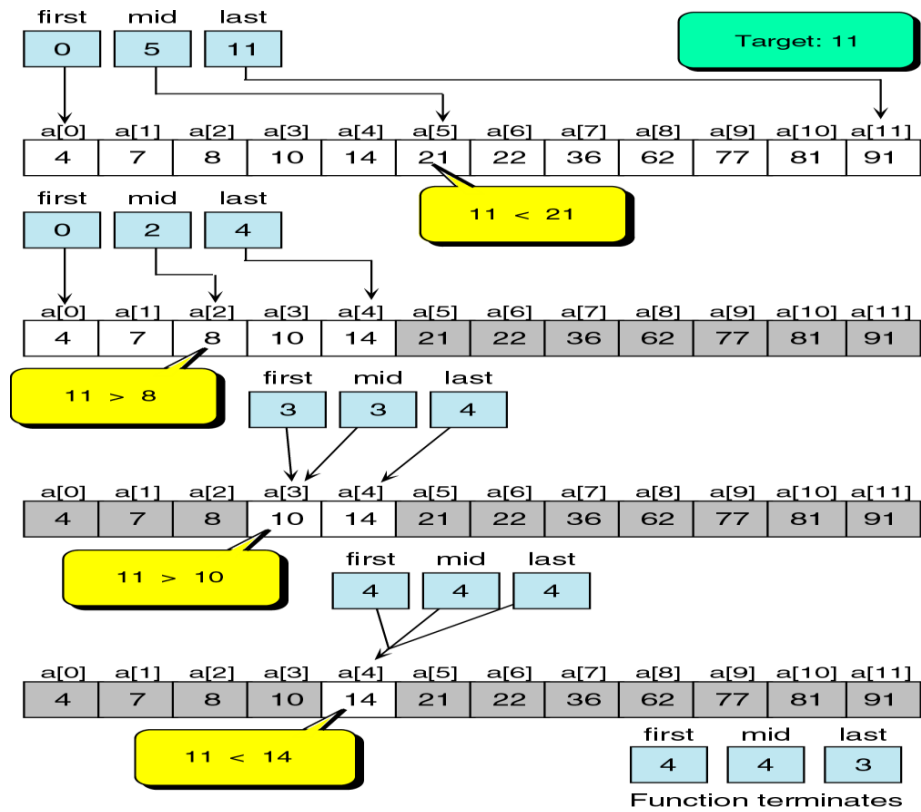 first mid last
0 5 11
Target: 11
a[0] a[1] a[2] a[3] a[4] a[5] a[6] a[7] a[8] a[9] a[10] a[11]
4 7 8 10 14 21 22 36 62 77 81 91
11 < 21
first mid last
0 2 4
a[0] a[1] a[2] a[3] a[4] a[5] a[6] a[7] a[8] a[9] a[10] a[11]
4 7 8 10 14 21 22 36 62 77 81 91
11 > 8
first mid last
3 3 4
a[0] a[1] a[2] a[3] a[4] a[5] a[6] a[7] a[8] a[9] a[10] a[11]
4 7 8 10 14 21 22 36 62 77 81 91
11 > 10
first mid last
4 4 4
a[0] a[1] a[2] a[3] a[4] a[5] a[6] a[7] a[8] a[9] a[10] a[11]
4 7 8 10 14 21 22 36 62 77 81 91
11 < 14
first mid last
4 4 3
Function terminates